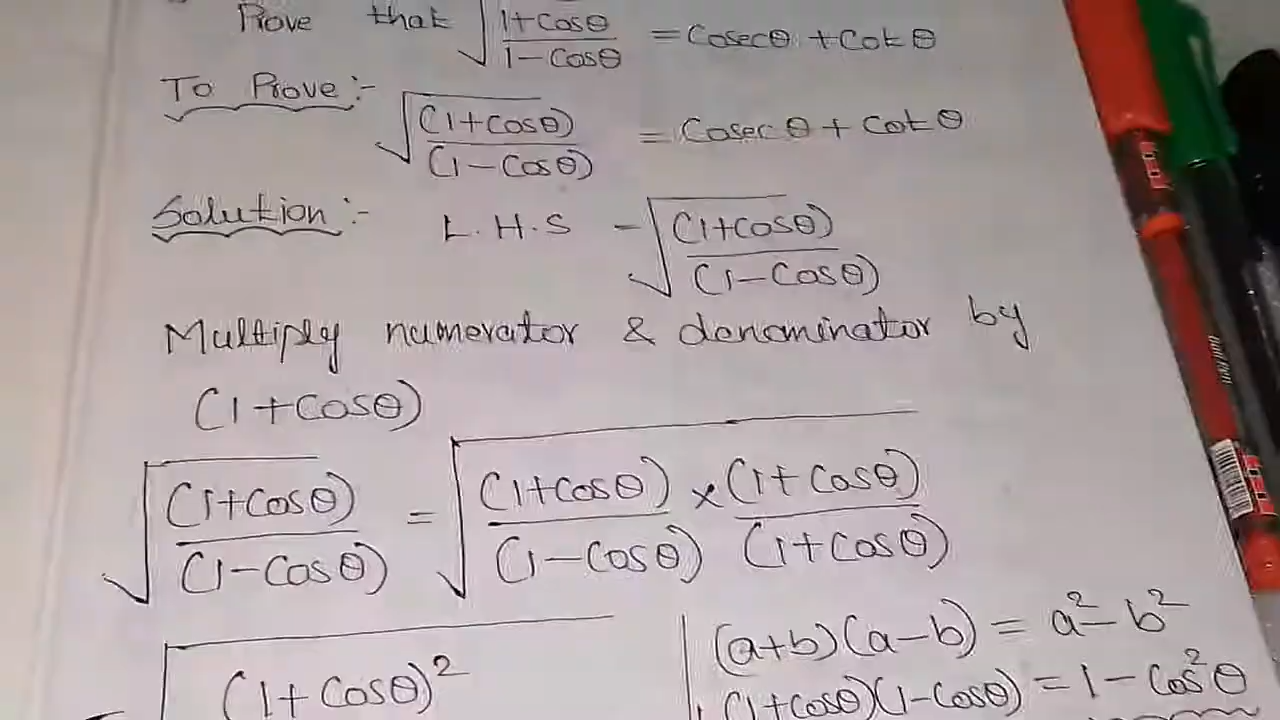 Prove that √(1+Cosθ)/(1-Cosθ) = Cosecθ + Cotθ
To Prove :-
√(1+Cosθ)/(1-Cosθ) = Cosecθ + Cotθ
Solution :- L.H.S - √(1+Cosθ)/(1-Cosθ)
Multiply numerator & denominator by
(1+Cosθ)
√(1+Cosθ)/(1-Cosθ) = √(1+Cosθ)/(1-Cosθ) × (1+Cosθ)/(1+Cosθ)
√(1+Cosθ)²
(a+b)(a-b) = a²-b²
(1+Cosθ)(1-Cosθ) = 1-Cos²θ